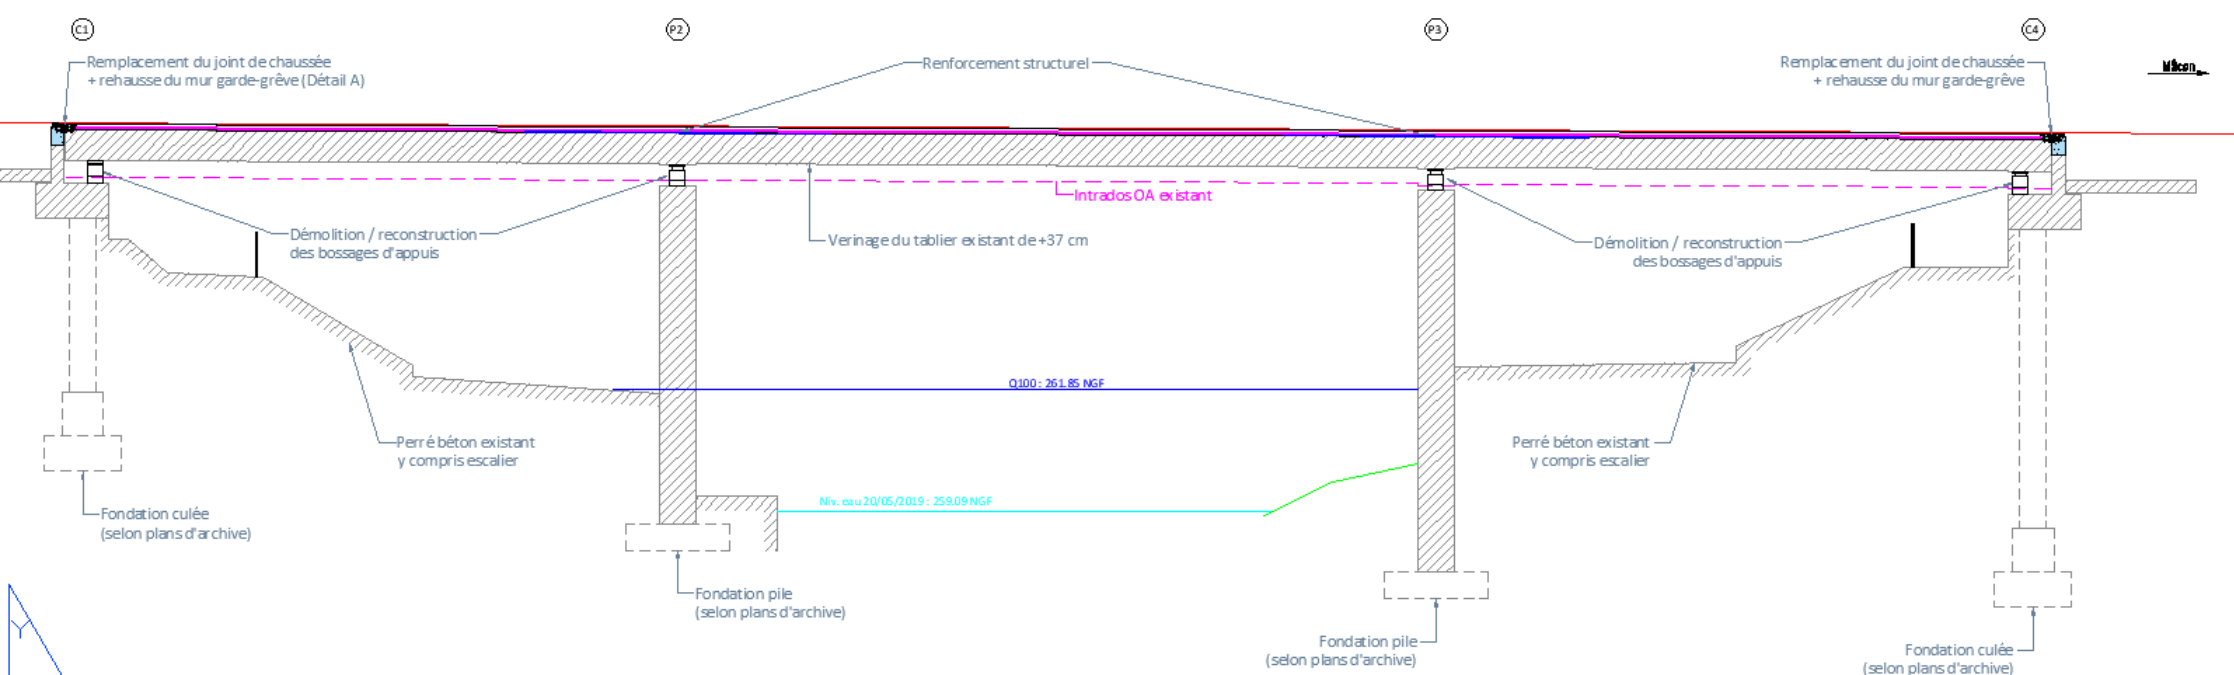 C1
P2
P3
C4
Remplacement du joint de chaussée
+ rehausse du mur garde-grêve (Détail A)
Renforcement structurel
Remplacement du joint de chaussée
+ rehausse du mur garde-grêve
Mâcon
Intrados OA existant
Démolition / reconstruction
des bossages d'appuis
Verinage du tablier existant de +37 cm
Démolition / reconstruction
des bossages d'appuis
Q100 : 261.85 NGF
Perré béton existant
y compris escalier
Perré béton existant
y compris escalier
Niv. eau 20/05/2019 : 259.09 NGF
Fondation culée
(selon plans d'archive)
Fondation pile
(selon plans d'archive)
Fondation pile
(selon plans d'archive)
Fondation culée
(selon plans d'archive)
Y